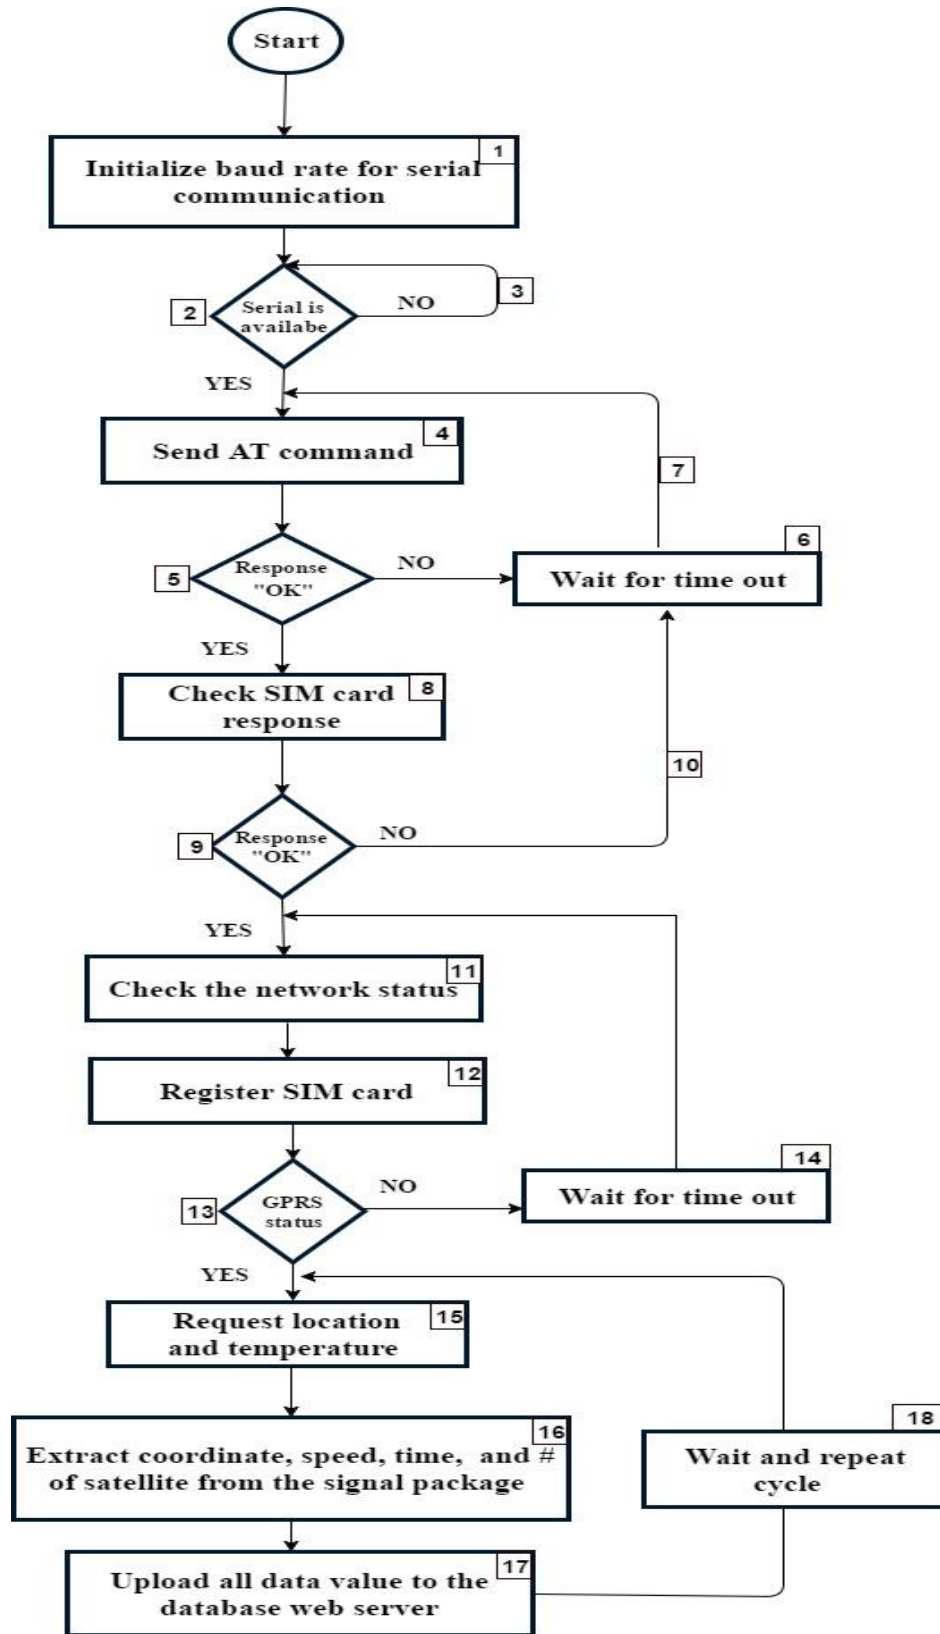 Start
1
Initialize baud rate for serial
communication
2
Serial is
availabe
NO
3
YES
4
Send AT command
7
5
Response
"OK"
NO
6
Wait for time out
YES
8
Check SIM card
response
10
9
Response
"OK"
NO
YES
11
Check the network status
12
Register SIM card
13
GPRS
status
NO
14
Wait for time out
YES
15
Request location
and temperature
16
Extract coordinate, speed, time, and #
of satellite from the signal package
18
Wait and repeat
cycle
17
Upload all data value to the
database web server